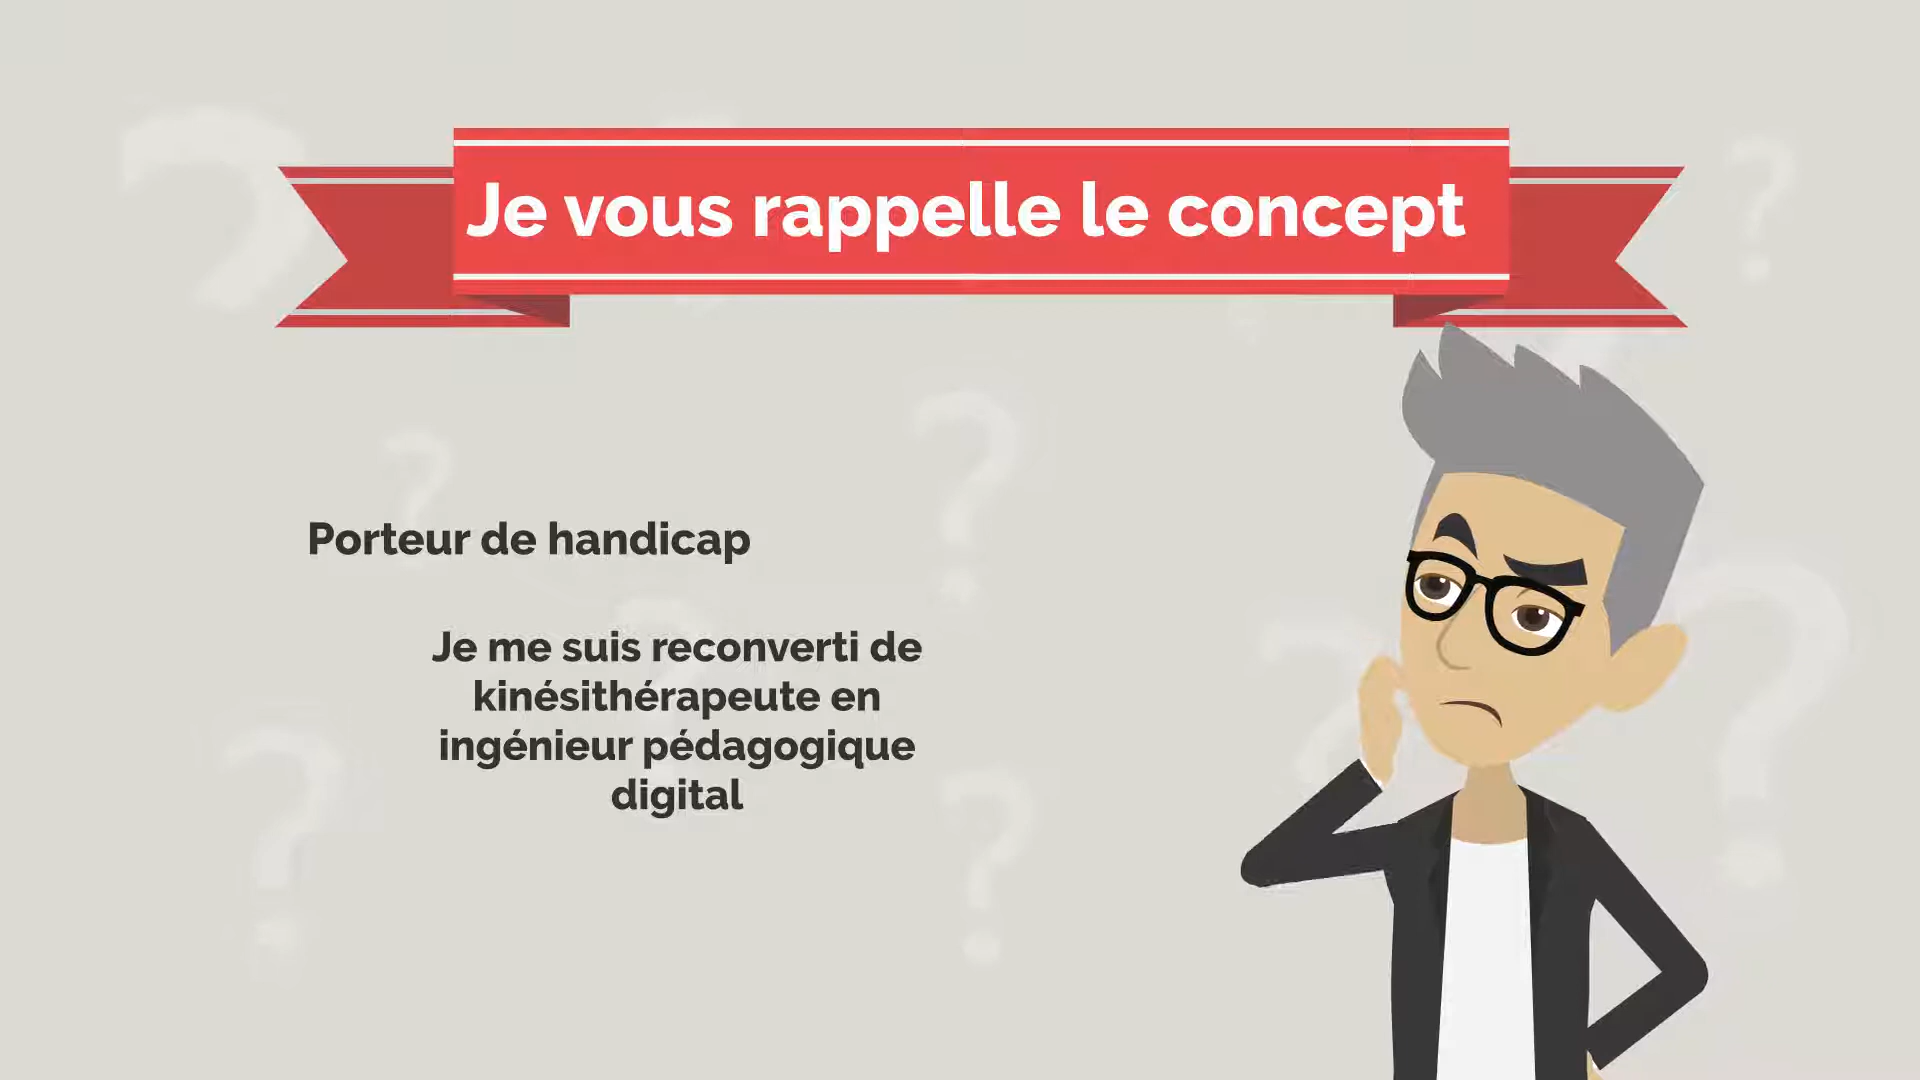 Je vous rappelle le concept
Porteur de handicap
Je me suis reconverti de
kinésithérapeute en
ingénieur pédagogique
digital